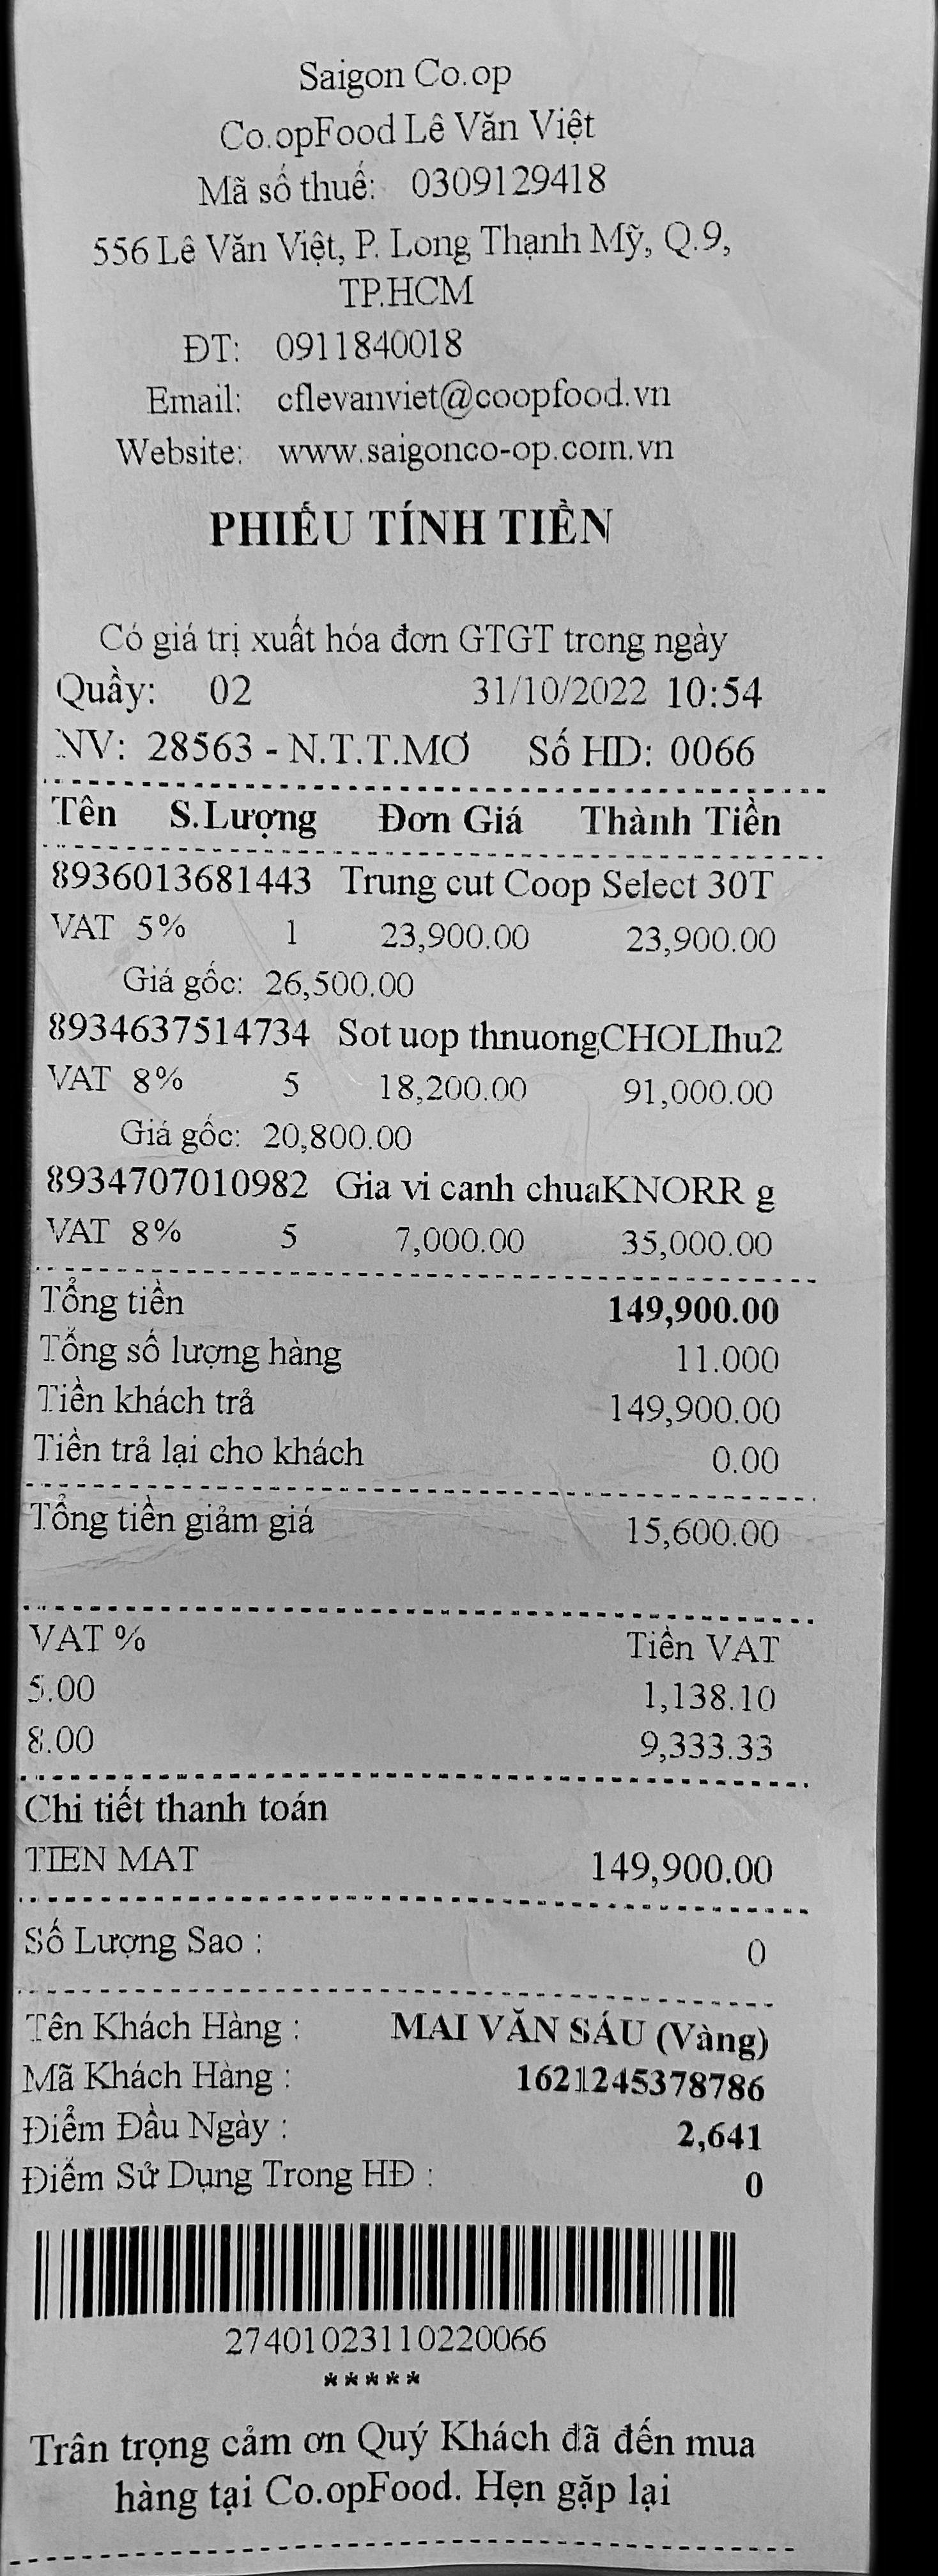 Saigon Co.op
Co.opFood Lê Văn Việt
Mã số thuế: 0309129418
556 Lê Văn Việt, P. Long Thạnh Mỹ, Q.9,
TP.HCM
ĐT: 0911840018
Email: cflevanviet@coopfood.vn
Website: www.saigonco-op.com.vn
PHIẾU TÍNH TIỀN
Có giá trị xuất hóa đơn GTGT trong ngày
Quầy: 02 31/10/2022 10:54
NV: 28563 - N.T.T.MƠ Số HD: 0066
Tên S.Lượng Đơn Giá Thành Tiền
8936013681443 Trung cut Coop Select 30T
VAT 5% 1 23,900.00 23,900.00
Giá gốc: 26,500.00
8934637514734 Sot uop thnuongCHOLIhu2
VAT 8% 5 18,200.00 91,000.00
Giá gốc: 20,800.00
8934707010982 Gia vi canh chuaKNORR g
VAT 8% 5 7,000.00 35,000.00
Tổng tiền 149,900.00
Tổng số lượng hàng 11.000
Tiền khách trả 149,900.00
Tiền trả lại cho khách 0.00
Tổng tiền giảm giá 15,600.00
VAT % Tiền VAT
5.00 1,138.10
8.00 9,333.33
Chi tiết thanh toán
TIEN MAT 149,900.00
Số Lượng Sao : 0
Tên Khách Hàng : MAI VĂN SÁU (Vàng)
Mã Khách Hàng : 1621245378786
Điểm Đầu Ngày : 2,641
Điểm Sử Dụng Trong HĐ : 0
27401023110220066
*****
Trân trọng cảm ơn Quý Khách đã đến mua
hàng tại Co.opFood. Hẹn gặp lại